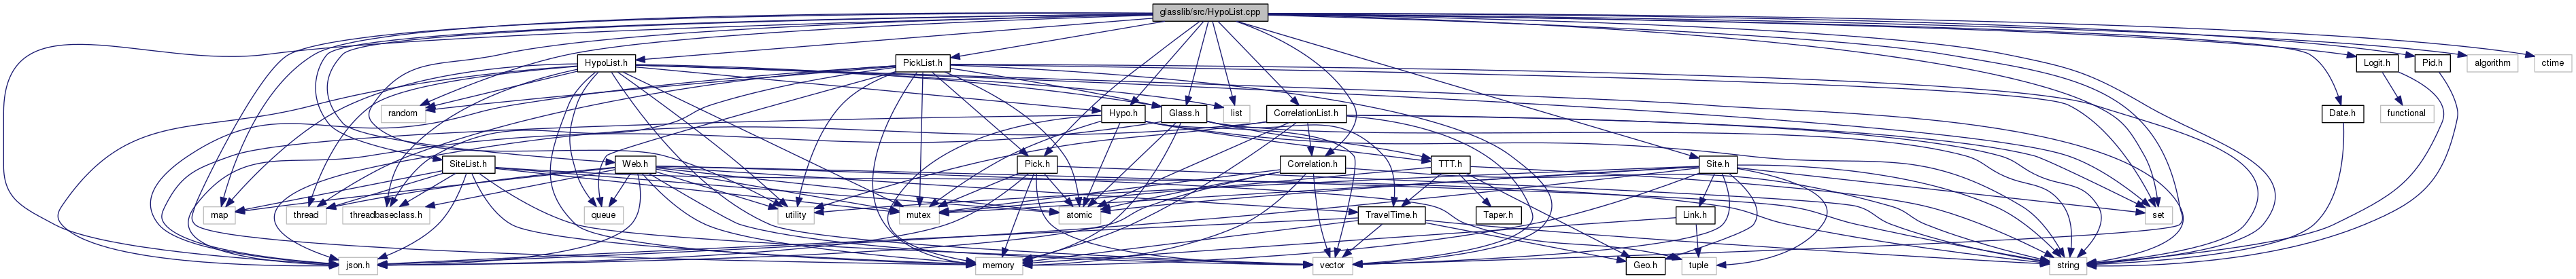 glasslib/src/HypoList.cpp
HypoList.h
PickList.h
Logit.h
Pid.h
algorithm
ctime
random
Hypo.h
Glass.h
list
CorrelationList.h
Date.h
functional
SiteList.h
Web.h
Pick.h
Correlation.h
TTT.h
Site.h
map
thread
threadbaseclass.h
queue
utility
mutex
atomic
TravelTime.h
Taper.h
Link.h
set
json.h
memory
vector
Geo.h
tuple
string